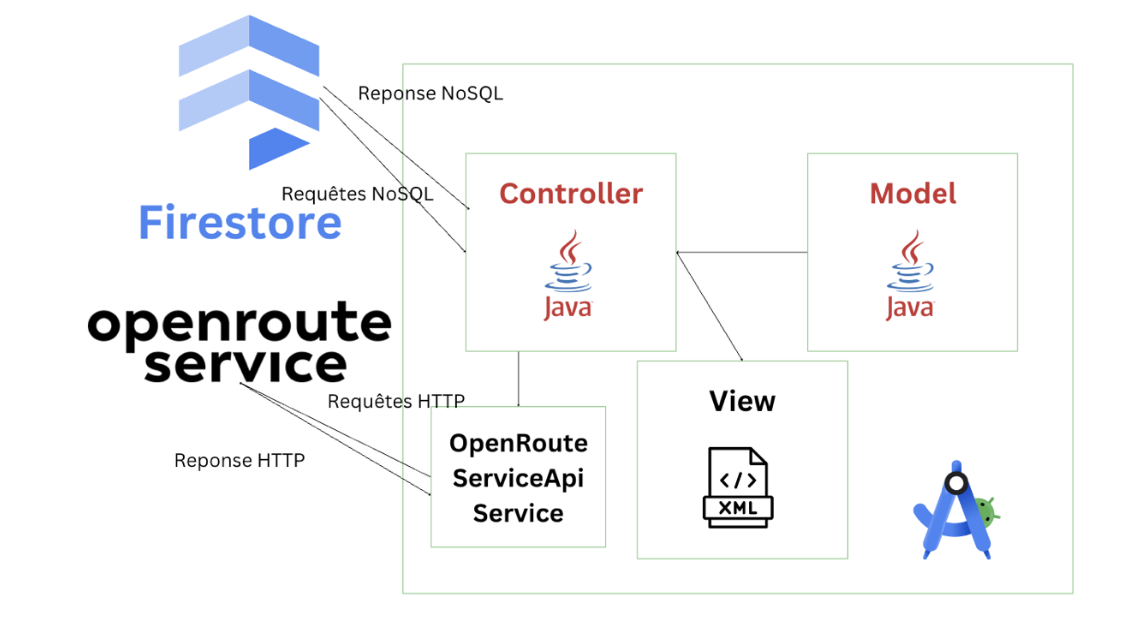 Reponse NoSQL
Requêtes NoSQL
Firestore
Controller
Java
Model
Java
openroute
service
Requêtes HTTP
Reponse HTTP
OpenRoute
ServiceApi
Service
View
</>
XML